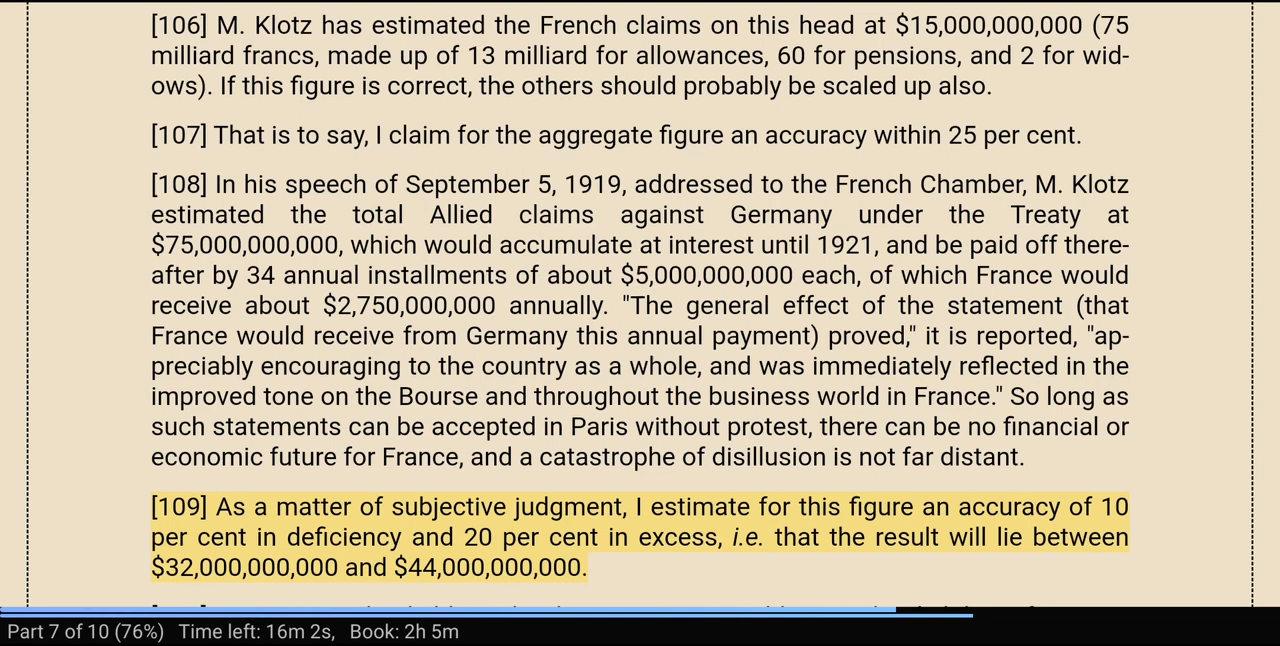 [106] M. Klotz has estimated the French claims on this head at $15,000,000,000 (75
milliard francs, made up of 13 milliard for allowances, 60 for pensions, and 2 for wid-
ows). If this figure is correct, the others should probably be scaled up also.
[107] That is to say, I claim for the aggregate figure an accuracy within 25 per cent.
[108] In his speech of September 5, 1919, addressed to the French Chamber, M. Klotz
estimated the total Allied claims against Germany under the Treaty at
$75,000,000,000, which would accumulate at interest until 1921, and be paid off there-
after by 34 annual installments of about $5,000,000,000 each, of which France would
receive about $2,750,000,000 annually. "The general effect of the statement (that
France would receive from Germany this annual payment) proved," it is reported, "ap-
preciably encouraging to the country as a whole, and was immediately reflected in the
improved tone on the Bourse and throughout the business world in France." So long as
such statements can be accepted in Paris without protest, there can be no financial or
economic future for France, and a catastrophe of disillusion is not far distant.
[109] As a matter of subjective judgment, I estimate for this figure an accuracy of 10
per cent in deficiency and 20 per cent in excess, i.e. that the result will lie between
$32,000,000,000 and $44,000,000,000.
Part 7 of 10 (76%) Time left: 16m 2s, Book: 2h 5m